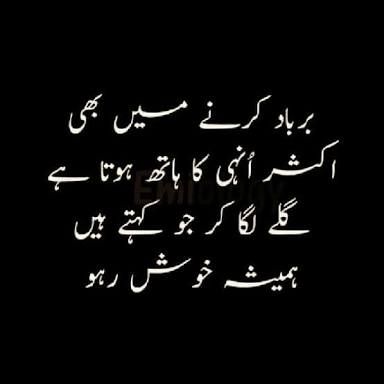 برباد کرنے میں بھی
اکثر اُنہی کا ہاتھ ہوتا ہے
گلے لگا کر جو کہتے ہیں
ہمیشہ خوش رہو